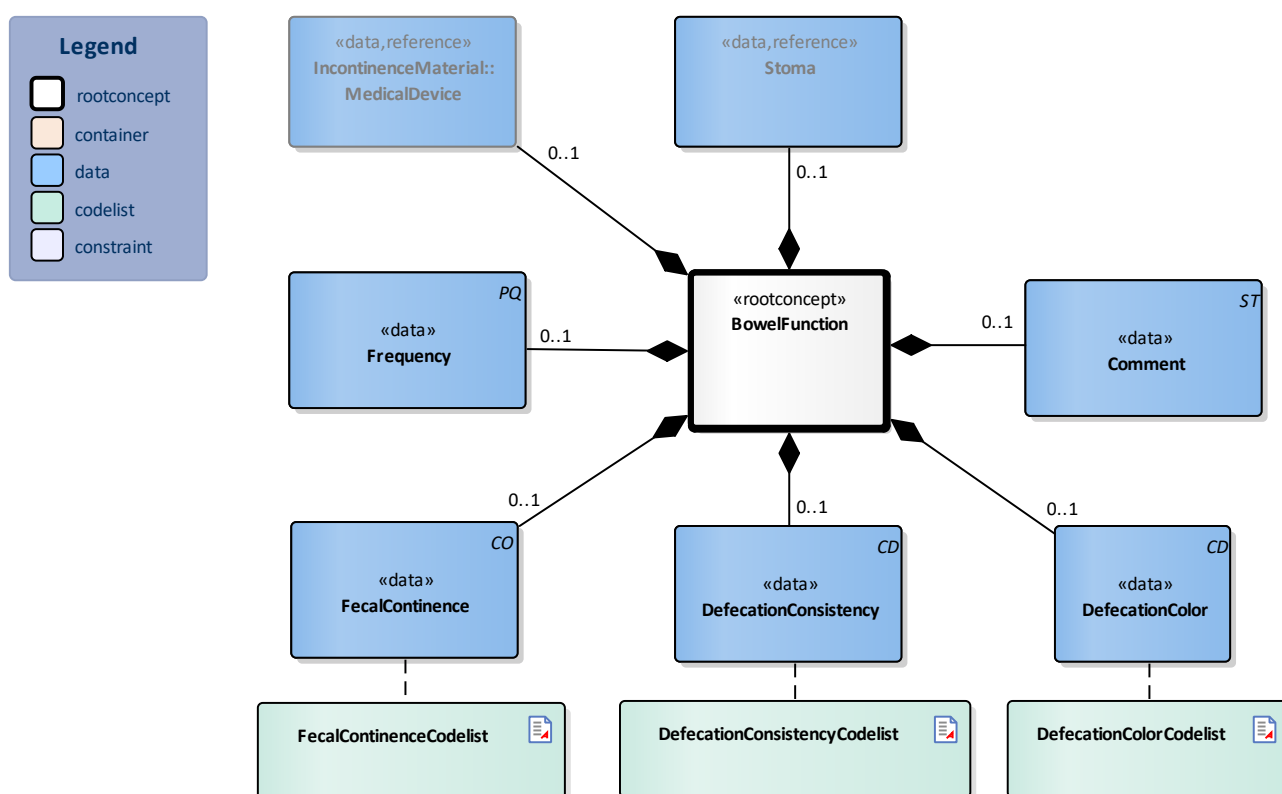 Legend
rootconcept
container
data
codelist
constraint
«data,reference»
IncontinenceMaterial::
MedicalDevice
0..1
«data,reference»
Stoma
0..1
PQ
«data»
Frequency
0..1
«rootconcept»
BowelFunction
ST
«data»
Comment
0..1
CO
«data»
FecalContinence
0..1
CD
«data»
DefecationConsistency
0..1
CD
«data»
DefecationColor
0..1
FecalContinenceCodelist
DefecationConsistencyCodelist
DefecationColorCodelist